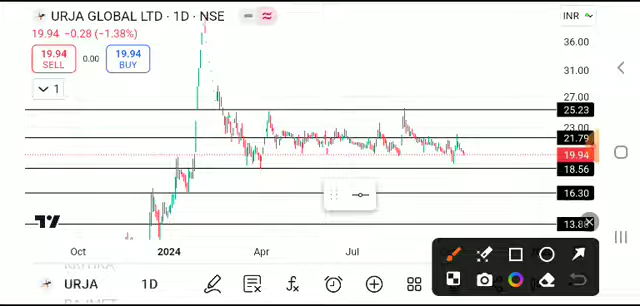 URJA GLOBAL LTD · 1D · NSE
INR
19.94 −0.28 (−1.38%)
19.94
SELL
0.00
19.94
BUY
1
36.00
31.00
27.00
25.23
23.00
21.79
19.94
18.56
16.30
13.88
Oct
2024
Apr
Jul
URJA
1D